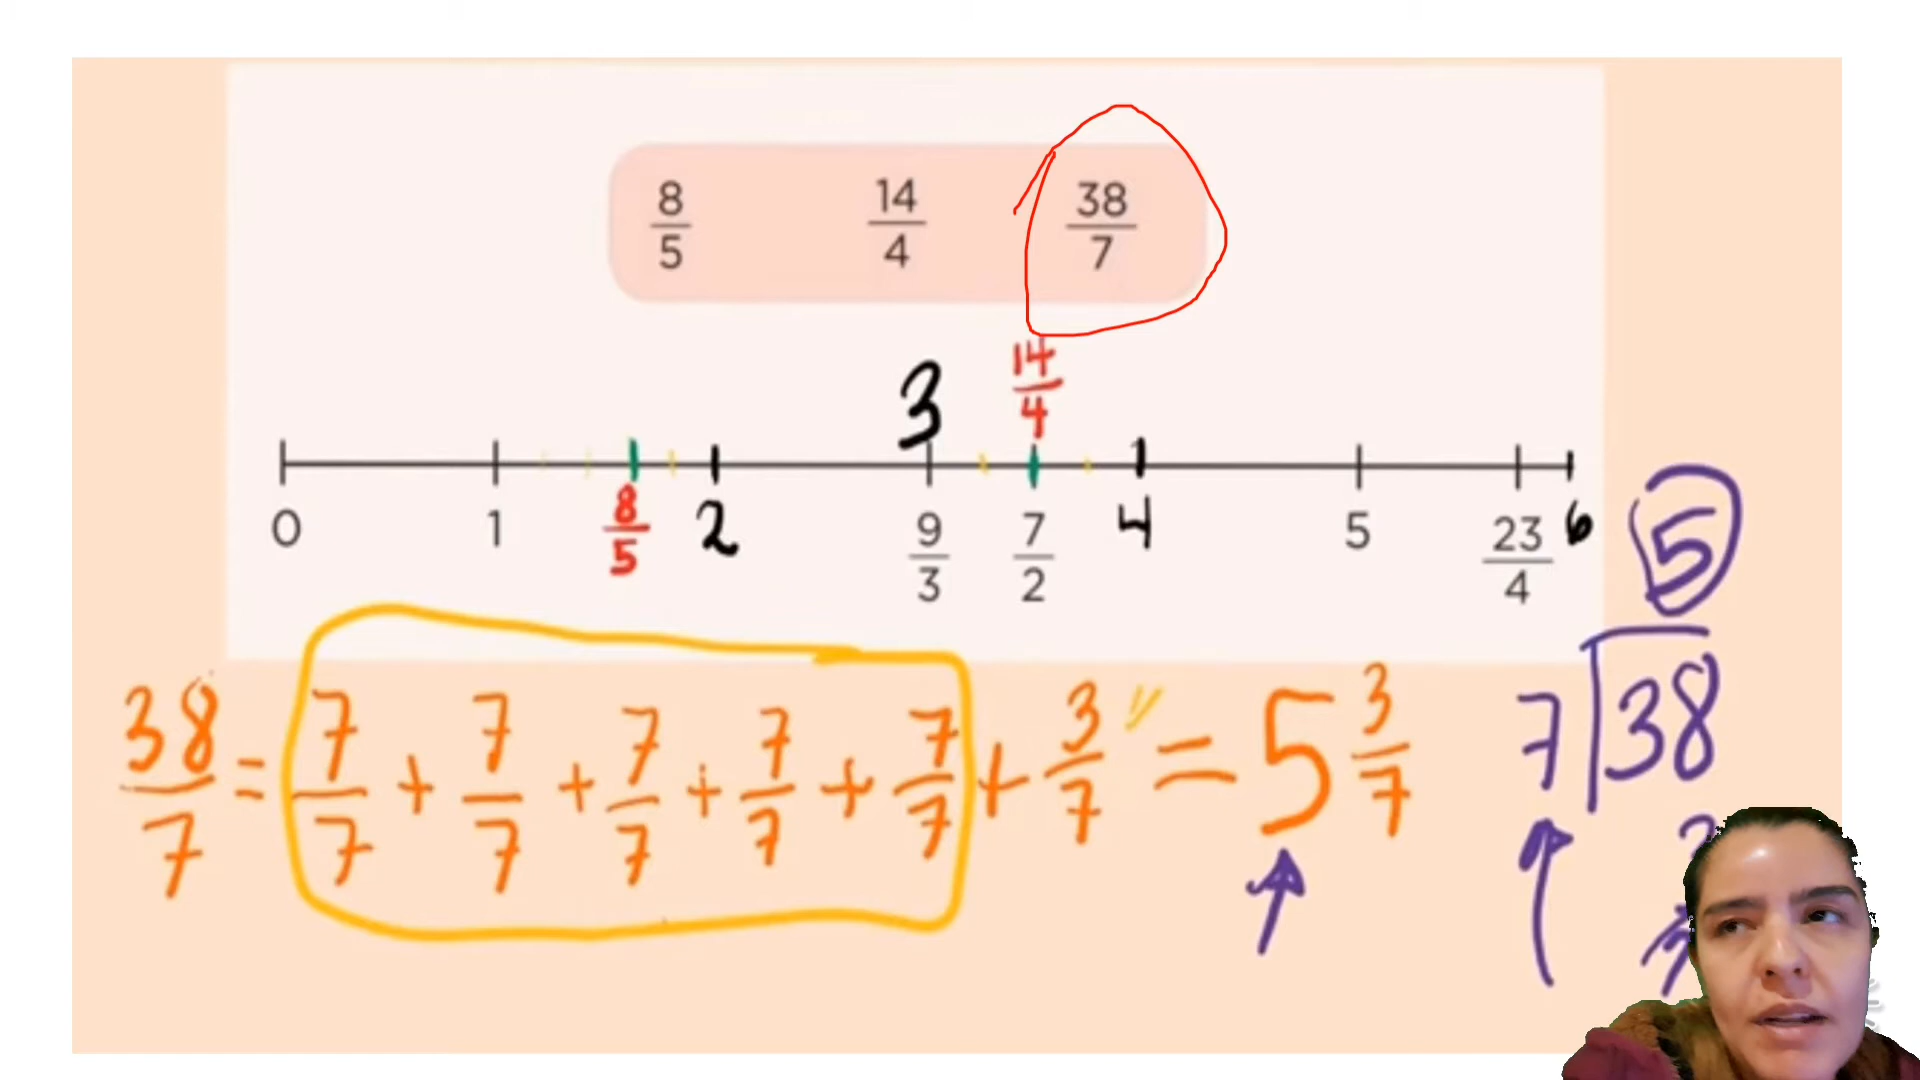 8/5 14/4 38/7
14/4
3
0 1 8/5 2 9/3 7/2 4 5 23/4 6
5
38/7 = 7/7 + 7/7 + 7/7 + 7/7 + 7/7 + 3/7 = 5 3/7
7 38